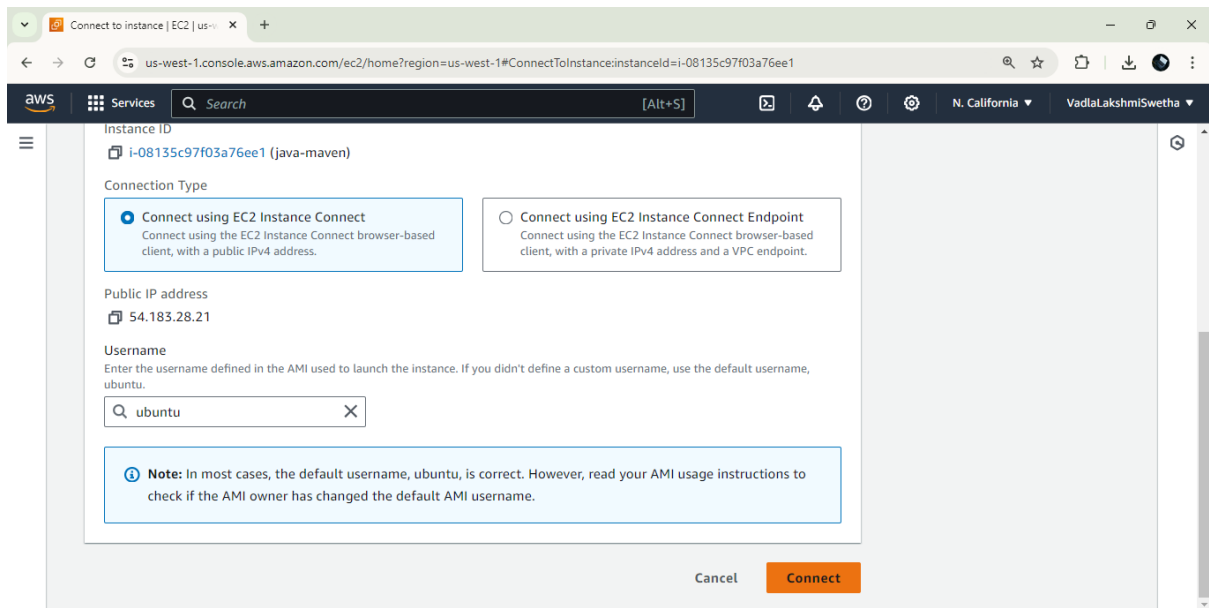 Connect to instance | EC2 | us-w
us-west-1.console.aws.amazon.com/ec2/home?region=us-west-1#ConnectToInstance:instanceId=i-08135c97f03a76ee1
aws Services Search [Alt+S] N. California VadlaLakshmiSwetha
Instance ID
i-08135c97f03a76ee1 (java-maven)
Connection Type
Connect using EC2 Instance Connect
Connect using the EC2 Instance Connect browser-based
client, with a public IPv4 address.
Connect using EC2 Instance Connect Endpoint
Connect using the EC2 Instance Connect browser-based
client, with a private IPv4 address and a VPC endpoint.
Public IP address
54.183.28.21
Username
Enter the username defined in the AMI used to launch the instance. If you didn't define a custom username, use the default username,
ubuntu.
ubuntu
Note: In most cases, the default username, ubuntu, is correct. However, read your AMI usage instructions to
check if the AMI owner has changed the default AMI username.
Cancel Connect